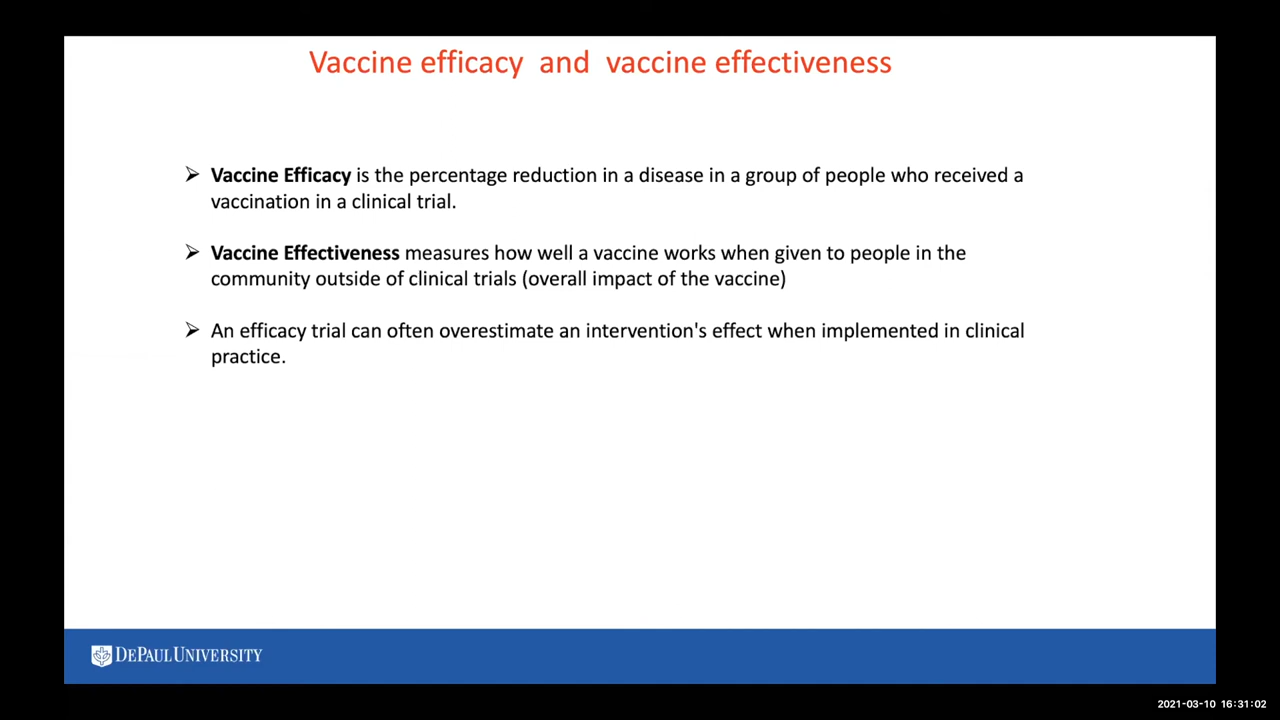 Vaccine efficacy and vaccine effectiveness
Vaccine Efficacy is the percentage reduction in a disease in a group of people who received a
vaccination in a clinical trial.
Vaccine Effectiveness measures how well a vaccine works when given to people in the
community outside of clinical trials (overall impact of the vaccine)
An efficacy trial can often overestimate an intervention's effect when implemented in clinical
practice.
DEPAUL UNIVERSITY
2021-03-10 16:31:02